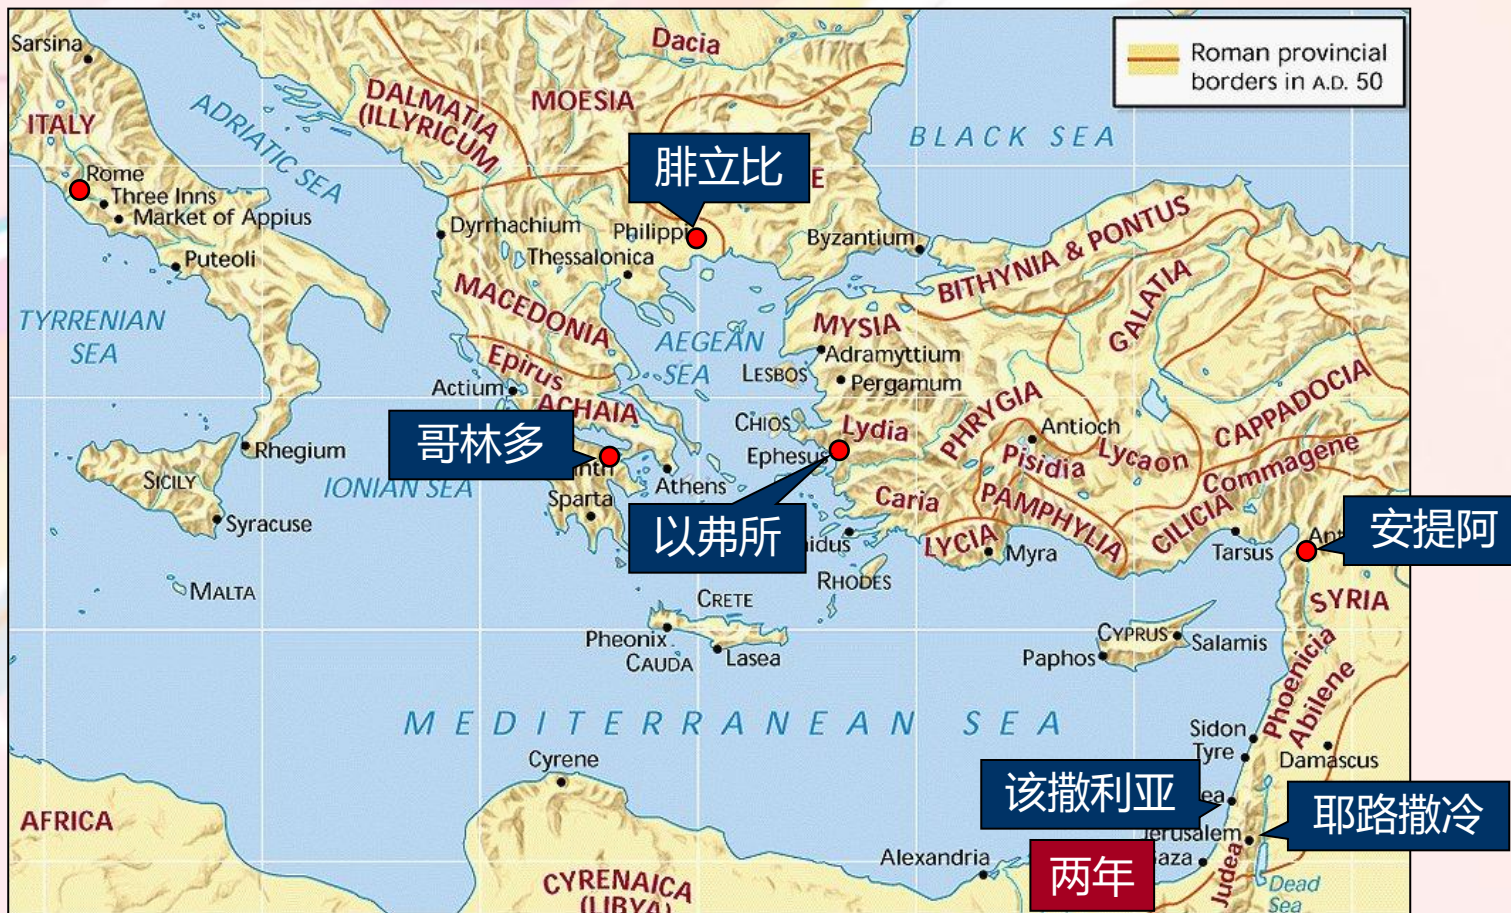 Sarsina
Dacia
Roman provincial
borders in A.D. 50
DALMATIA
(ILLYRICUM)
MOESIA
ADRIATIC SEA
ITALY
BLACK SEA
腓立比
Rome
Three Inns
Market of Appius
Puteoli
Dyrrhachium
Philippi
Byzantium
Thessalonica
BITHYNIA & PONTUS
MACEDONIA
GALATIA
TYRRENIAN
SEA
MYSIA
AEGEAN
SEA
Adramyttium
LESBOS
Pergamum
Epirus
Actium
ACHAIA
CAPPADOCIA
PHRYGIA
CHIOS
Lydia
Antioch
哥林多
Ephesus
Lycaon
Pisidia
Commagene
Rhegium
SICILY
IONIAN SEA
Athens
Sparta
Caria
PAMPHYLIA
CILICIA
Syracuse
以弗所
LYCIA
Myra
Tarsus
安提阿
RHODES
MALTA
CRETE
SYRIA
Pheonix
CAUDA
Lasea
CYPRUS
Salamis
Paphos
Phoenicia
Abilene
MEDITERRANEAN SEA
Sidon
Tyre
Damascus
Cyrene
该撒利亚
耶路撒冷
AFRICA
Jerusalem
Alexandria
两年
Judea
CYRENAICA
(LIBYA)
Dead
Sea